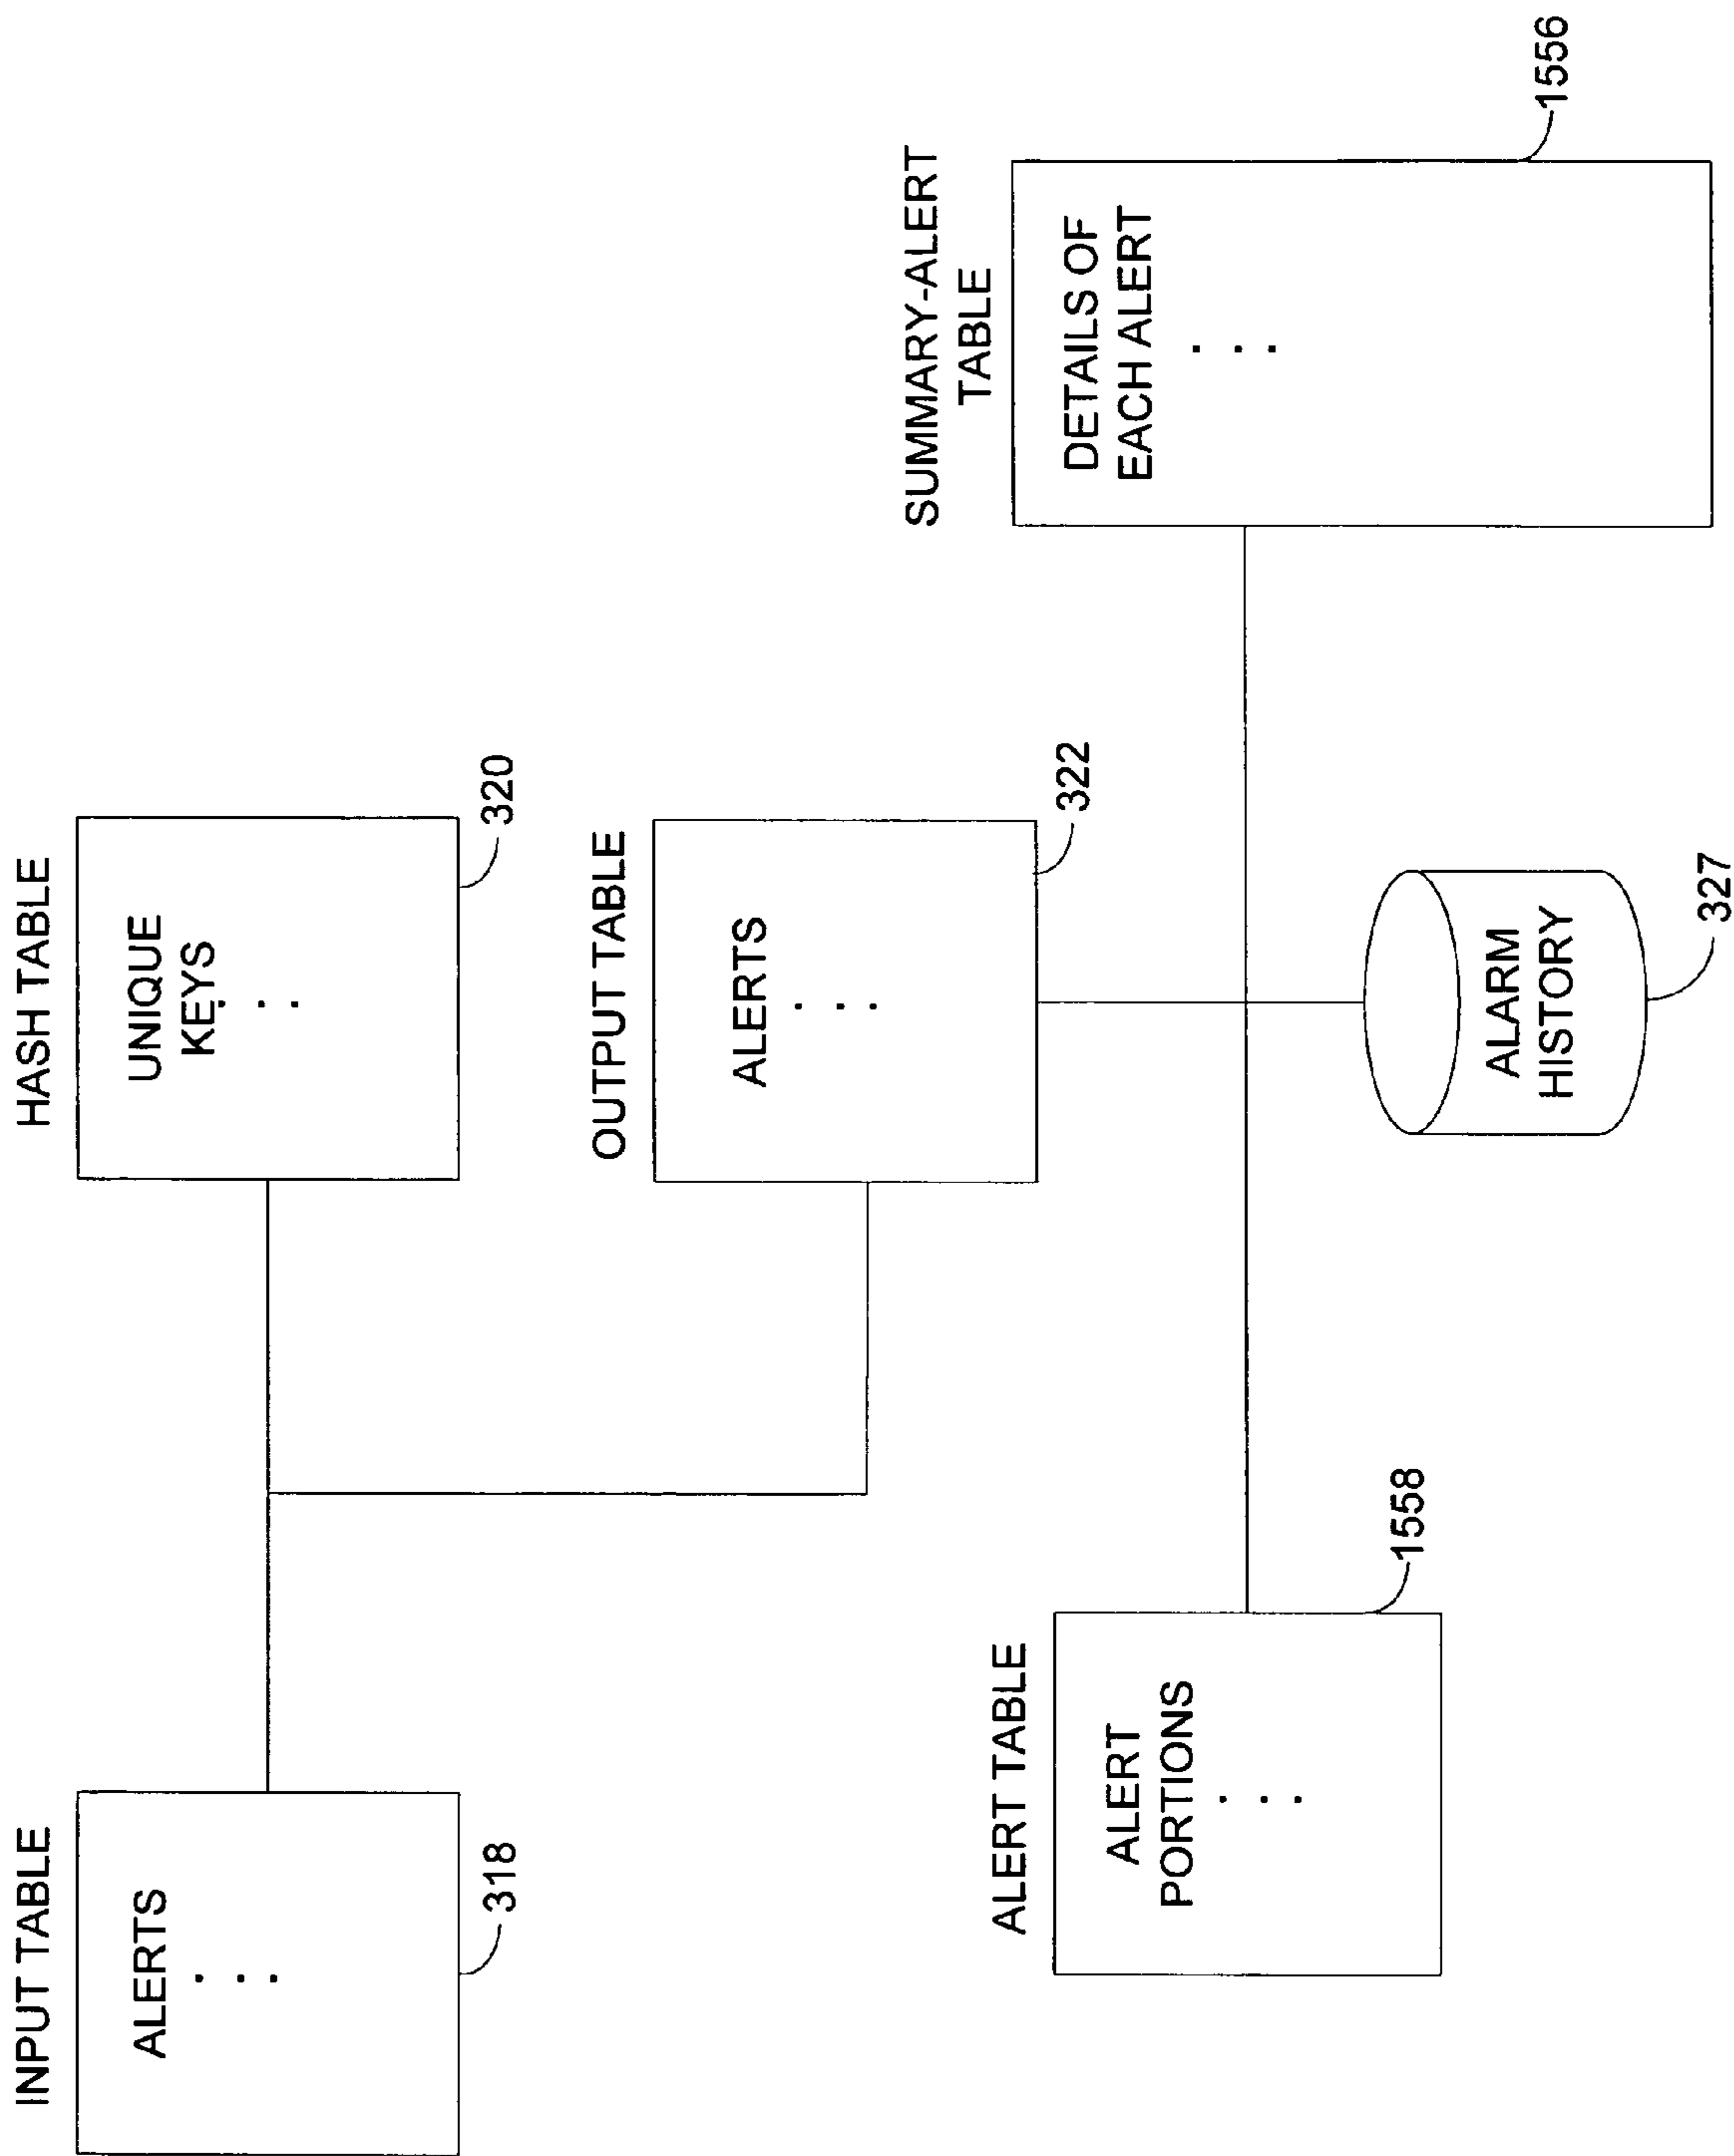 INPUT TABLE
ALERTS
318
HASH TABLE
UNIQUE
KEYS
320
OUTPUT TABLE
ALERTS
322
ALERT TABLE
ALERT
PORTIONS
1558
ALARM
HISTORY
327
SUMMARY-ALERT
TABLE
DETAILS OF
EACH ALERT
1556